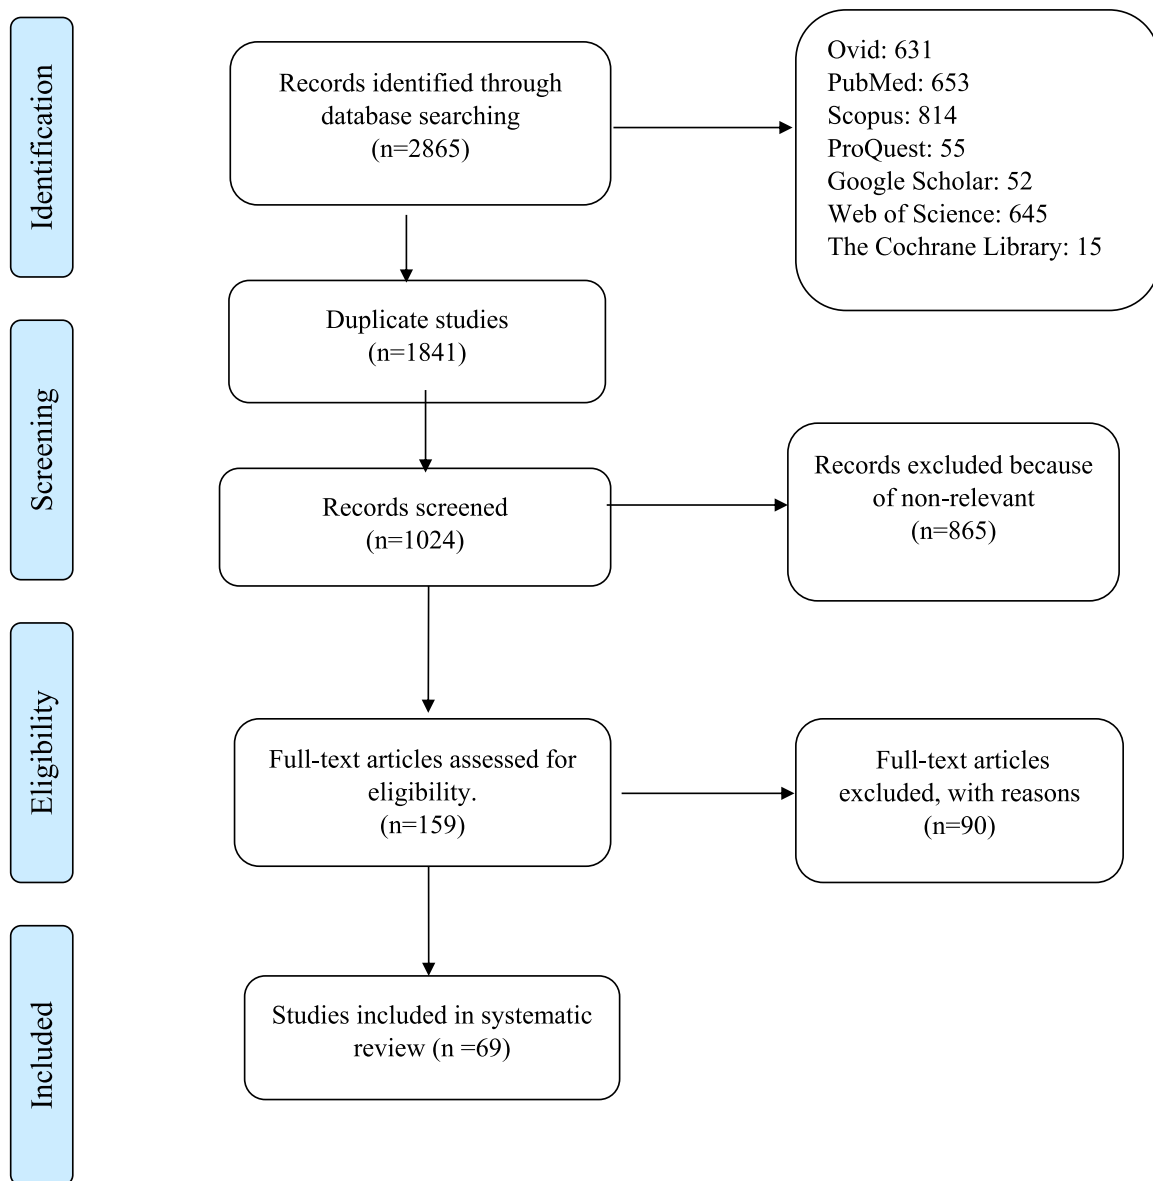 Identification
Records identified through
database searching
(n=2865)
Ovid: 631
PubMed: 653
Scopus: 814
ProQuest: 55
Google Scholar: 52
Web of Science: 645
The Cochrane Library: 15
Duplicate studies
(n=1841)
Screening
Records screened
(n=1024)
Records excluded because
of non-relevant
(n=865)
Eligibility
Full-text articles assessed for
eligibility.
(n=159)
Full-text articles
excluded, with reasons
(n=90)
Included
Studies included in systematic
review (n =69)